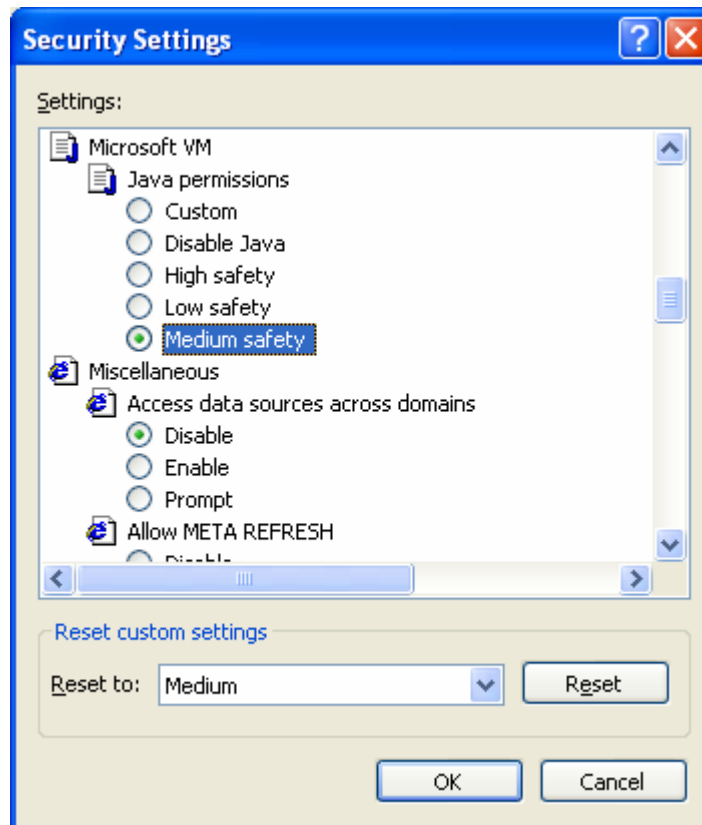 Security Settings
Settings:
Microsoft VM
Java permissions
Custom
Disable Java
High safety
Low safety
Medium safety
Miscellaneous
Access data sources across domains
Disable
Enable
Prompt
Allow META REFRESH
Disable
Reset custom settings
Reset to: Medium Reset
OK Cancel